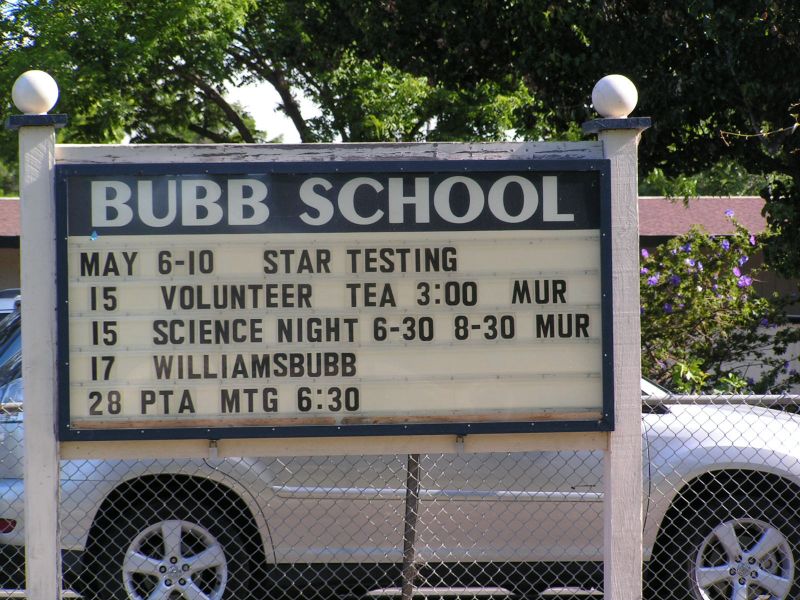 BUBB SCHOOL
MAY 6-10 STAR TESTING
15 VOLUNTEER TEA 3:00 MUR
15 SCIENCE NIGHT 6-30 8-30 MUR
17 WILLIAMSBUBB
28 PTA MTG 6:30